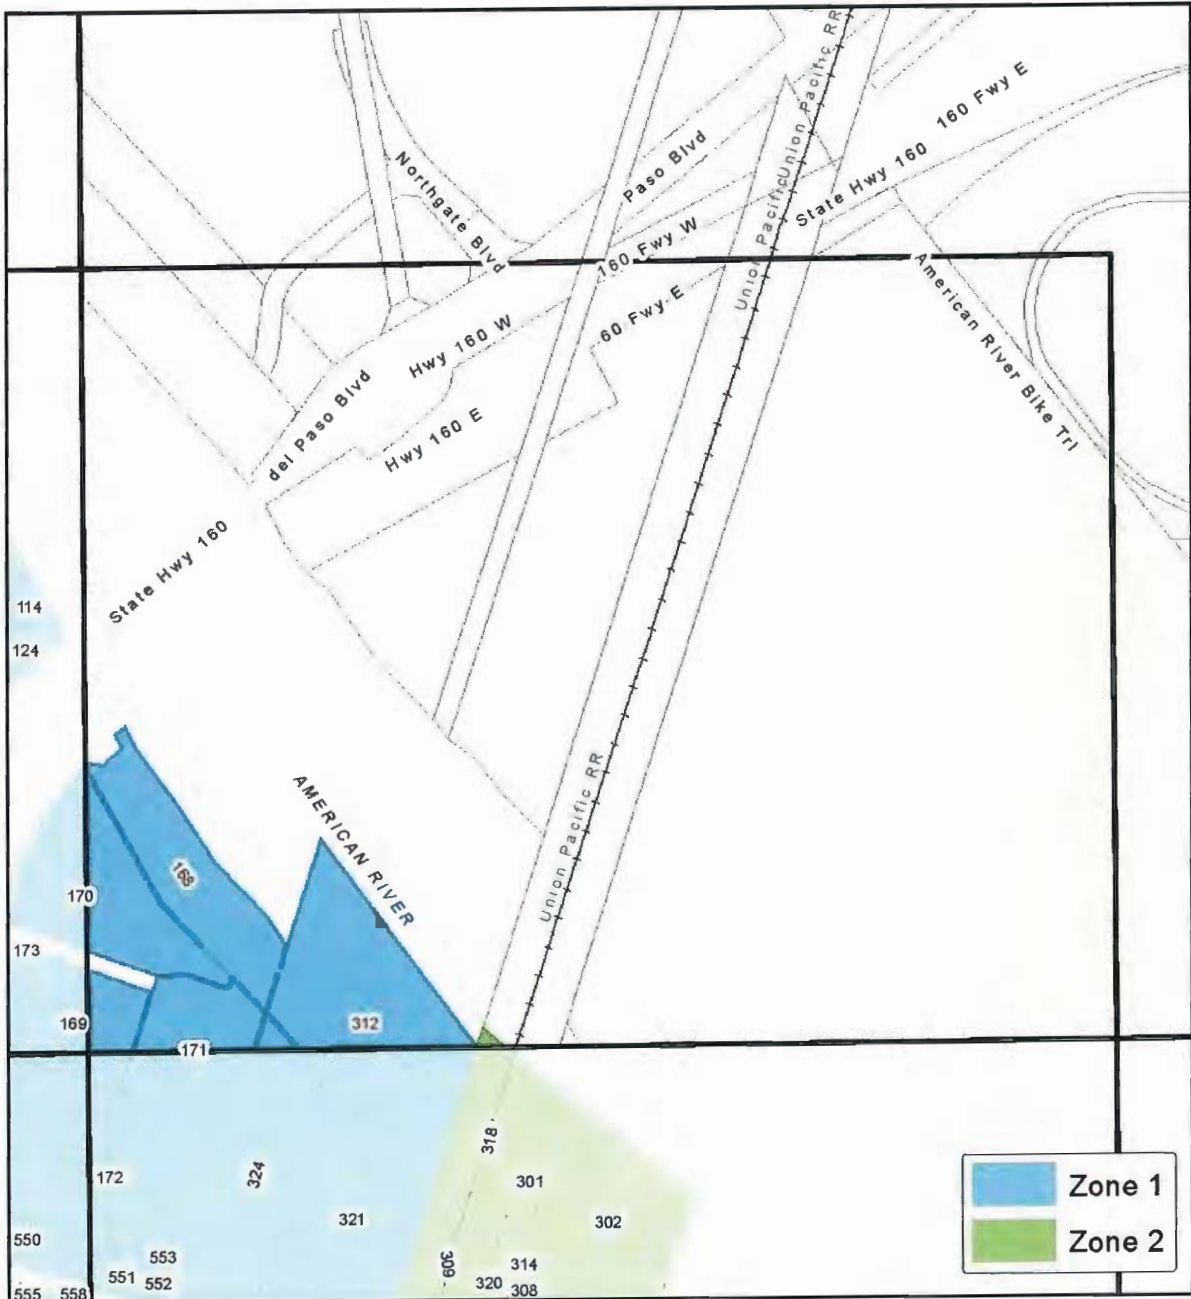 Union Pacific RR
160 Fwy E
State Hwy 160
Paso Blvd
Northgate Blvd
Union Pacific
160 Fwy W
60 Fwy E
American River Bike Trl
Hwy 160 W
del Paso Blvd
Hwy 160 E
State Hwy 160
114
124
Union Pacific RR
AMERICAN RIVER
168
170
173
169
312
171
318
172
324
301
321
302
550
553
309
314
551
552
320
308
555
558
Zone 1
Zone 2